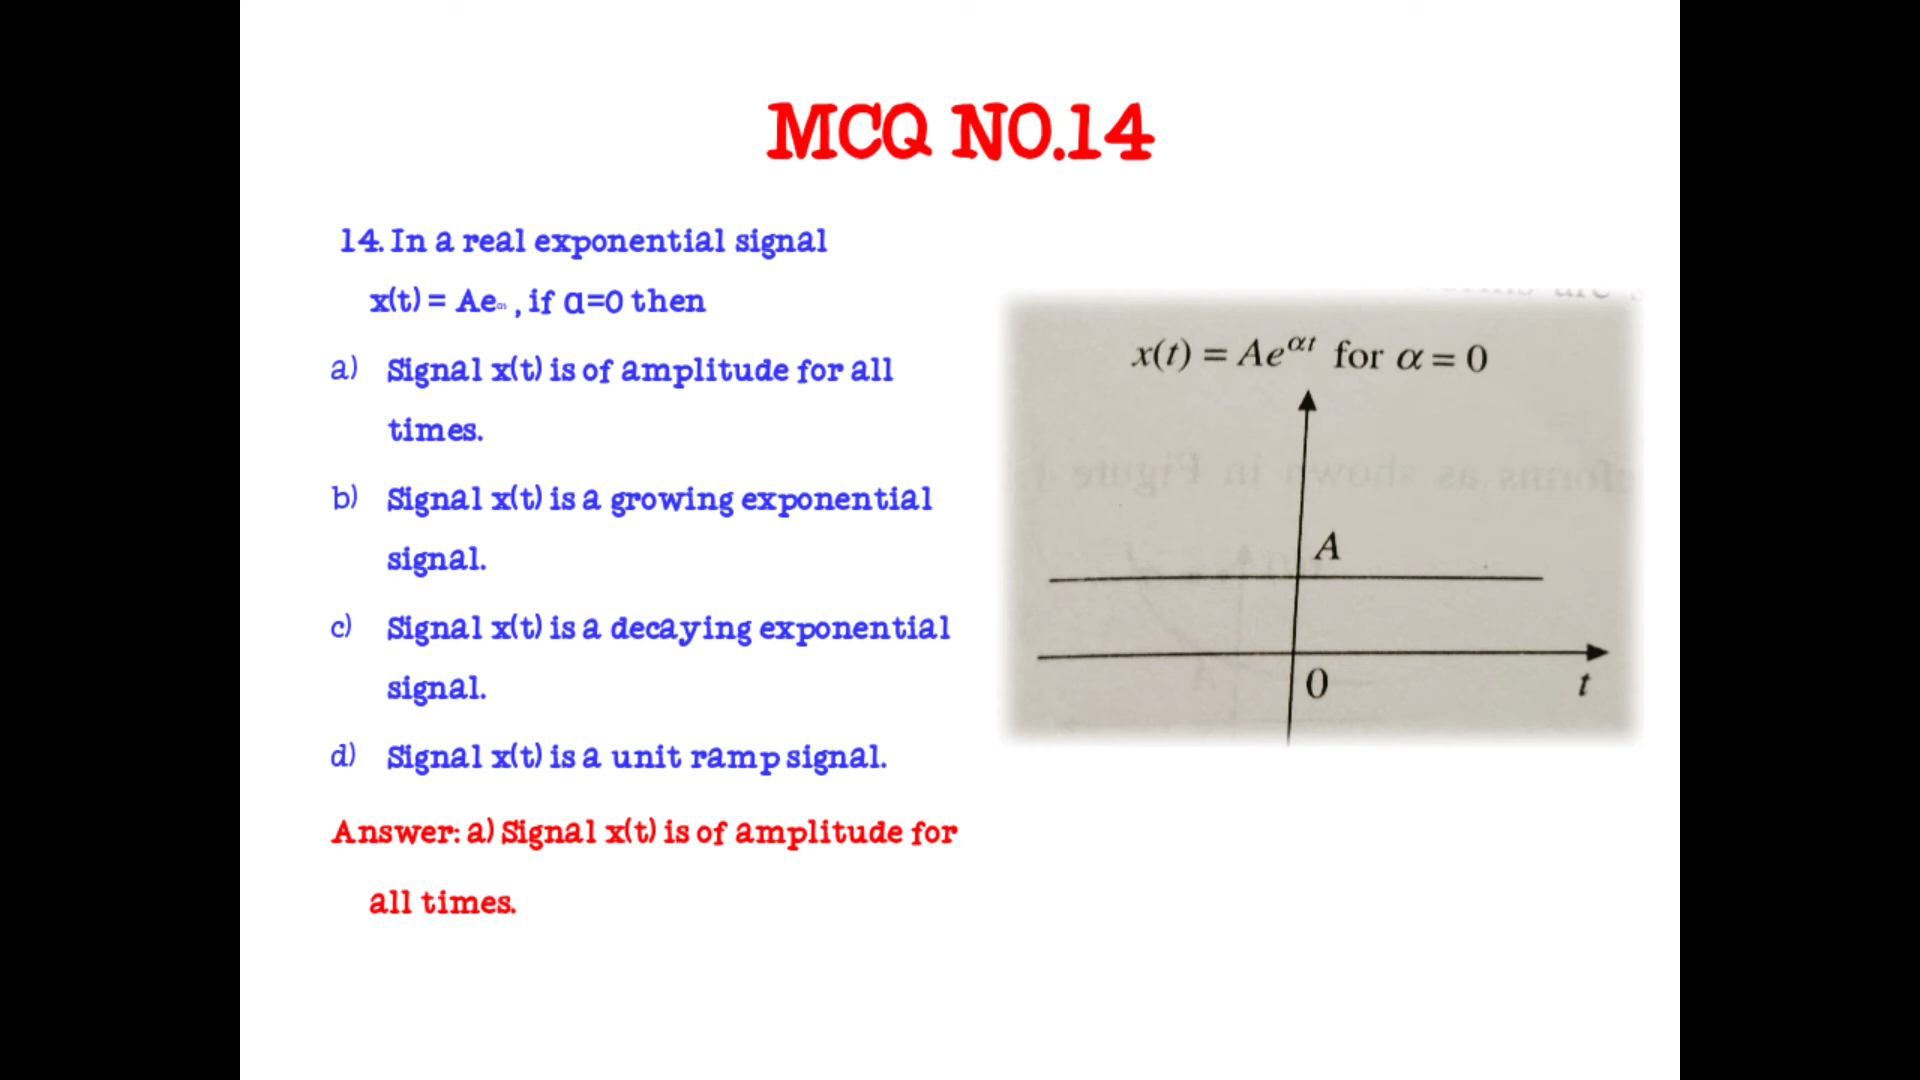 MCQ NO.14
14. In a real exponential signal
x(t) = Aeαt , if α=0 then
a) Signal x(t) is of amplitude for all
times.
b) Signal x(t) is a growing exponential
signal.
c) Signal x(t) is a decaying exponential
signal.
d) Signal x(t) is a unit ramp signal.
Answer: a) Signal x(t) is of amplitude for
all times.
x(t) = Ae^αt for α = 0
A
0
t